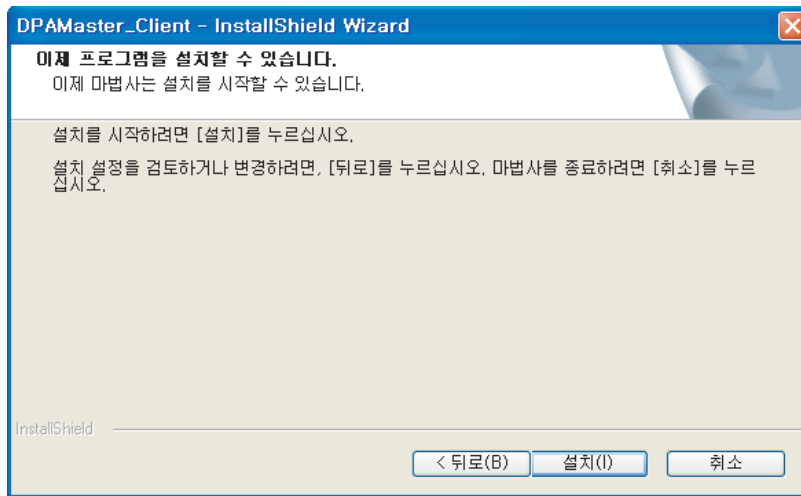 DPAMaster_Client - InstallShield Wizard
이제 프로그램을 설치할 수 있습니다.
이제 마법사는 설치를 시작할 수 있습니다.
설치를 시작하려면 [설치]를 누르십시오.
설치 설정을 검토하거나 변경하려면, [뒤로]를 누르십시오. 마법사를 종료하려면 [취소]를 누르
십시오.
InstallShield
< 뒤로(B) 설치(I) 취소